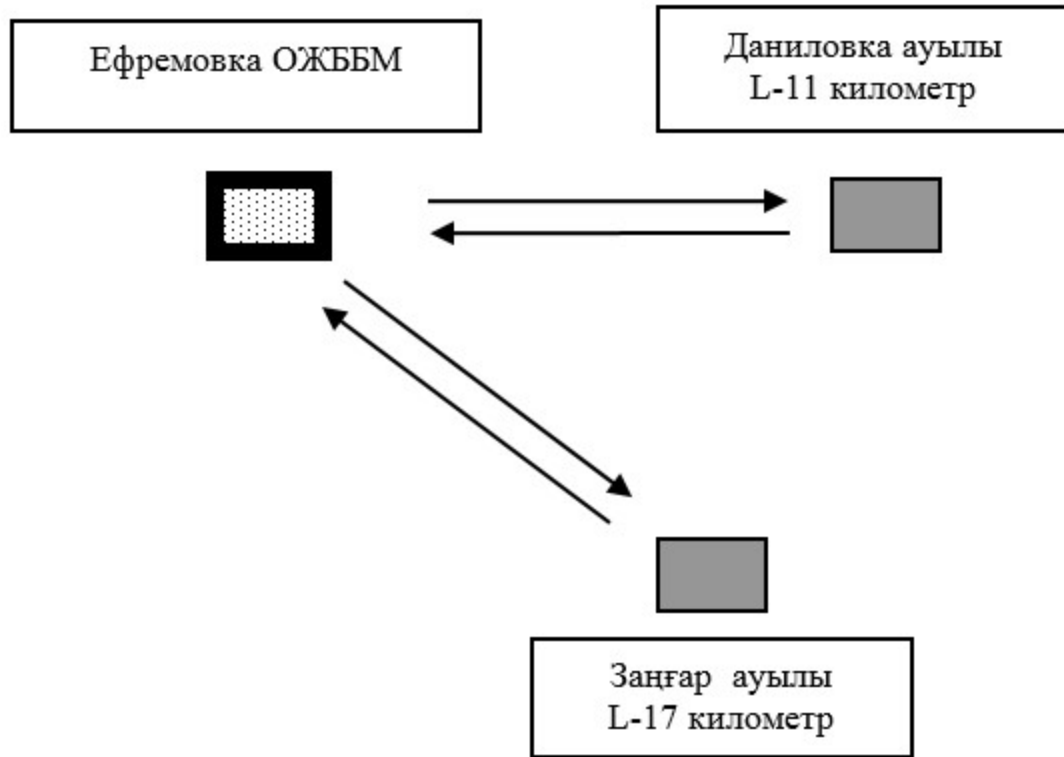 Ефремовка ОЖББМ
Даниловка ауылы
L-11 километр
Заңғар ауылы
L-17 километр